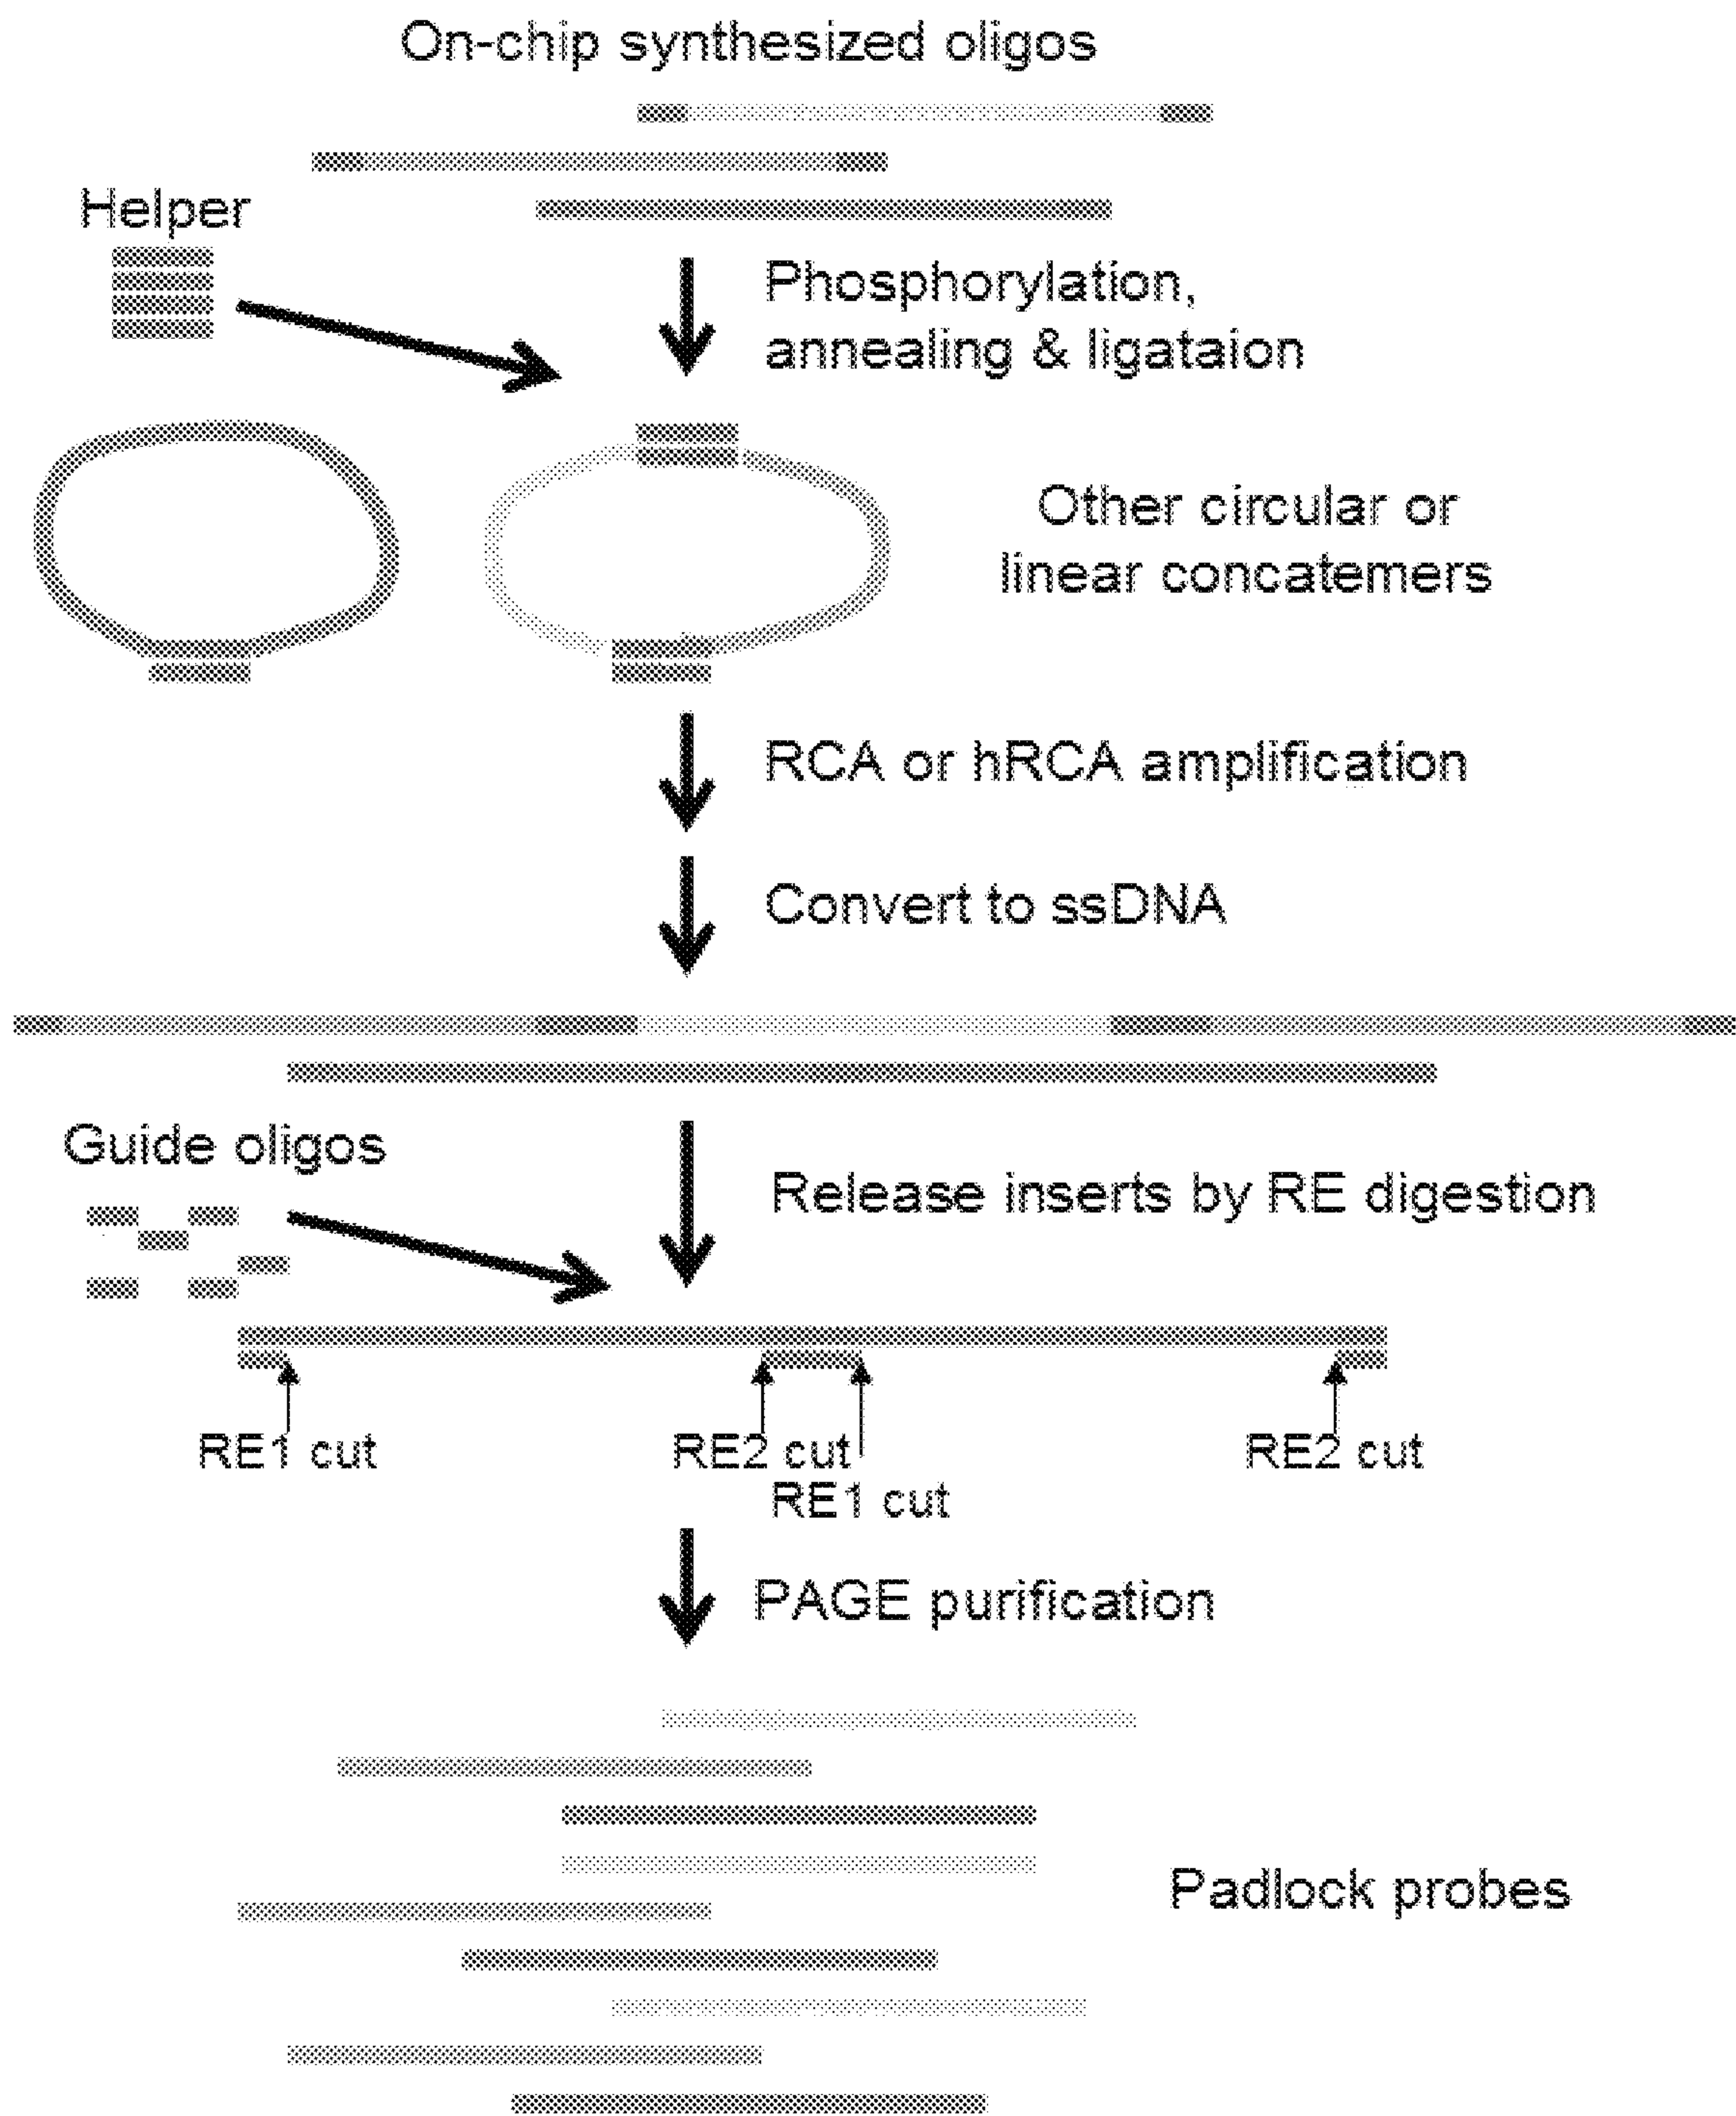 On-chip synthesized oligos
Helper
Phosphorylation,
annealing & ligataion
Other circular or
linear concatemers
RCA or hRCA amplification
Convert to ssDNA
Guide oligos
Release inserts by RE digestion
RE1 cut
RE2 cut
RE2 cut
RE1 cut
PAGE purification
Padlock probes